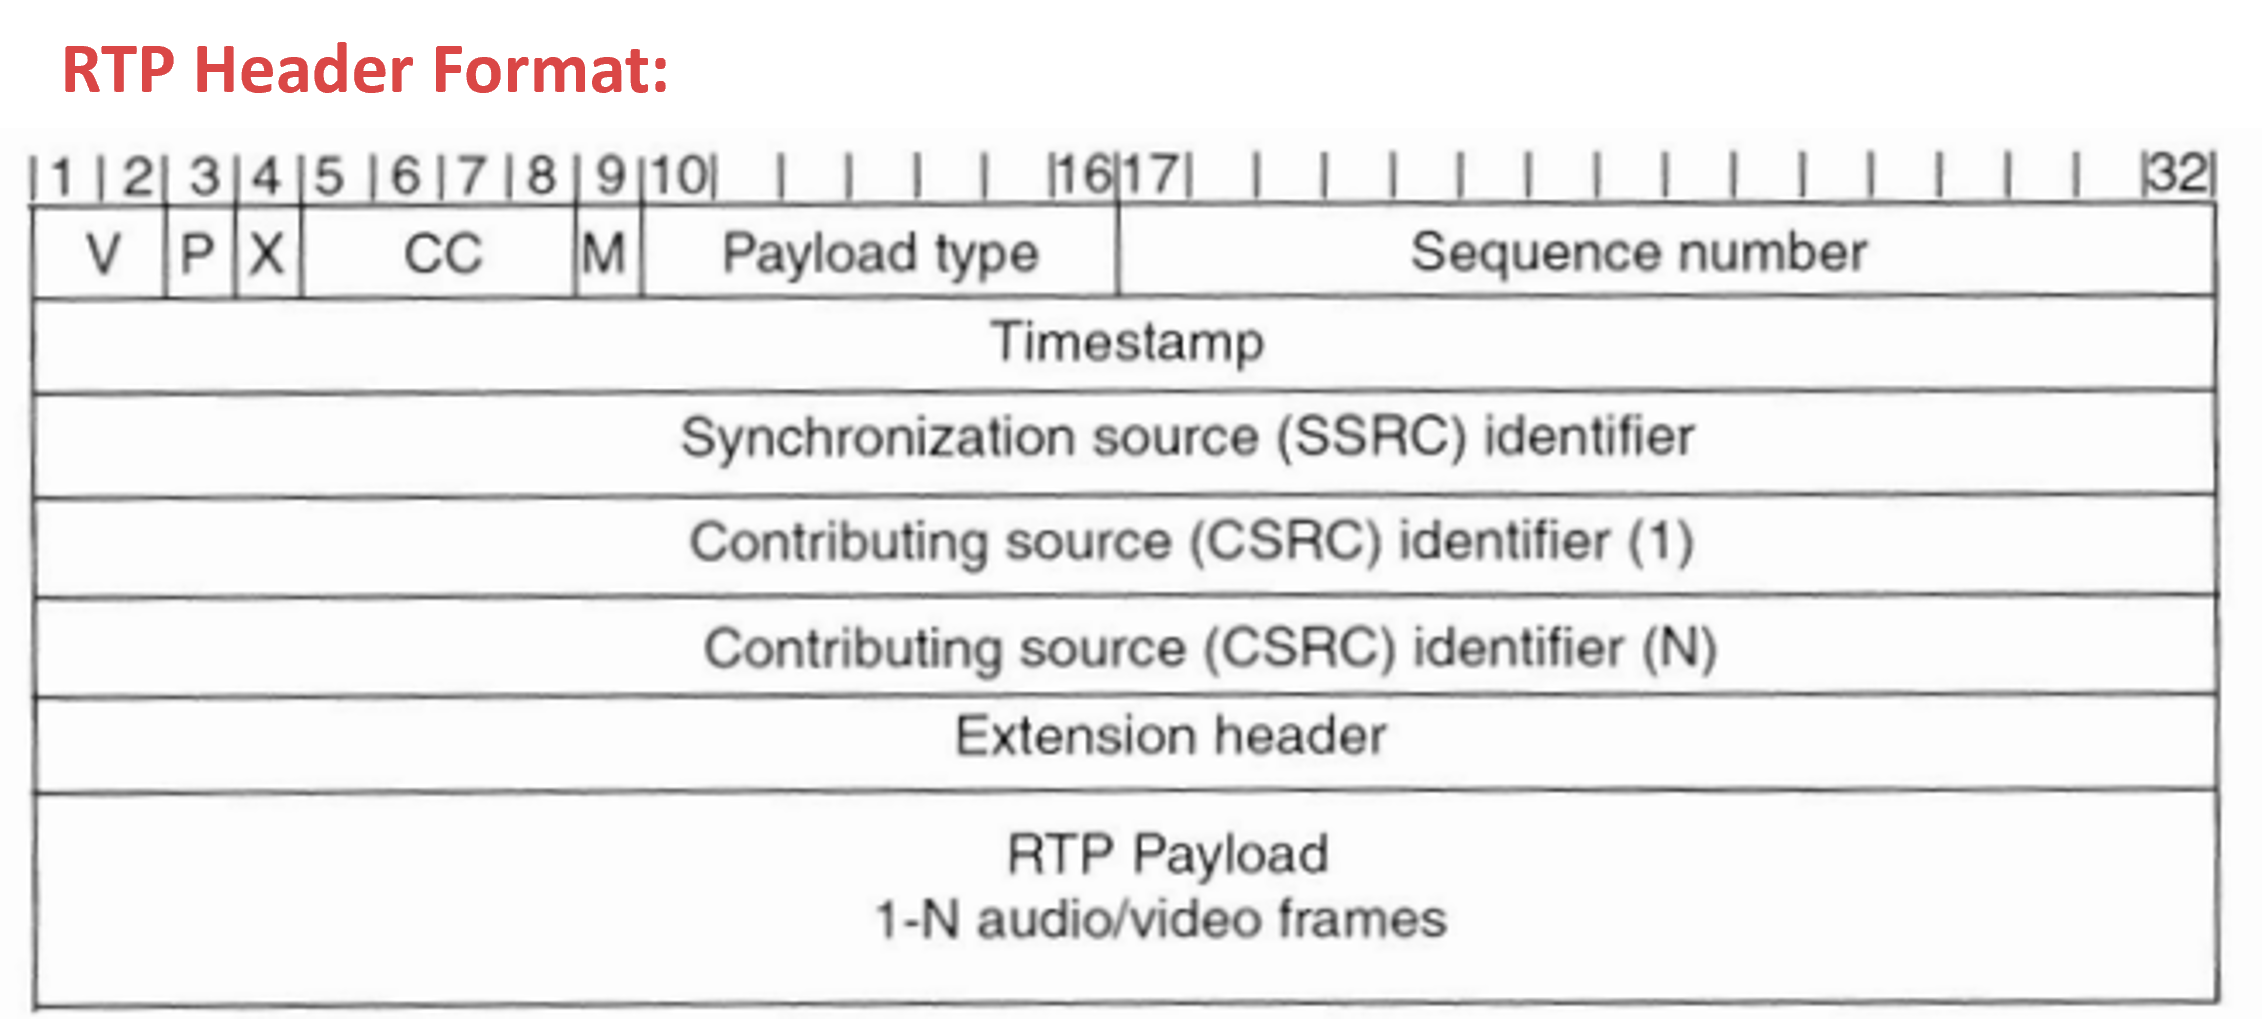 RTP Header Format:
|1|2|3|4|5|6|7|8|9|10| | | | | |16|17| | | | | | | | | | | | | | |32|
V P X CC M Payload type Sequence number
Timestamp
Synchronization source (SSRC) identifier
Contributing source (CSRC) identifier (1)
Contributing source (CSRC) identifier (N)
Extension header
RTP Payload
1-N audio/video frames